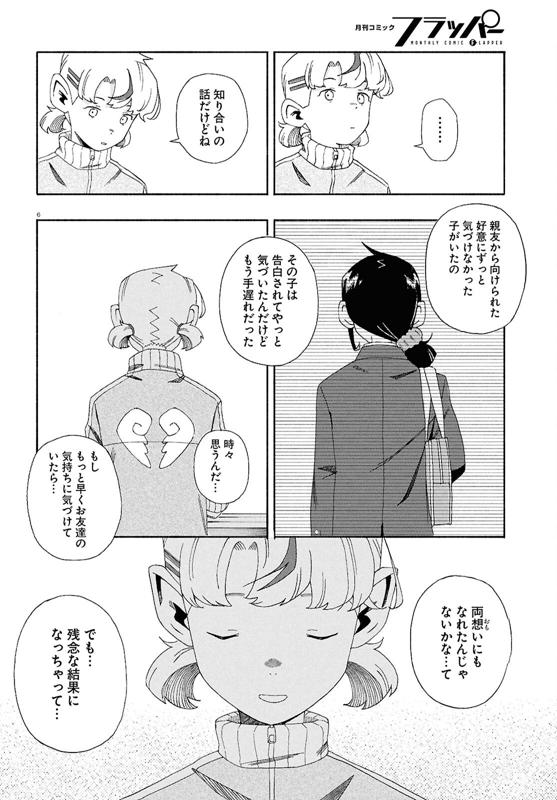 月刊コミック
フラッパー
MONTHLY COMIC FLAPPER
……
知り合いの
話だけどね
6
親友から向けられた
好意にずっと
気づけなかった
子がいたの
その子は
告白されてやっと
気づいたんだけど
もう手遅れだった
時々
思うんだ…
もし
もっと早くお友達の
気持ちに気づけて
いたら…
両想いにも
おも
なれたんじゃ
ないかな…て
でも…
残念な結果に
なっちゃって…